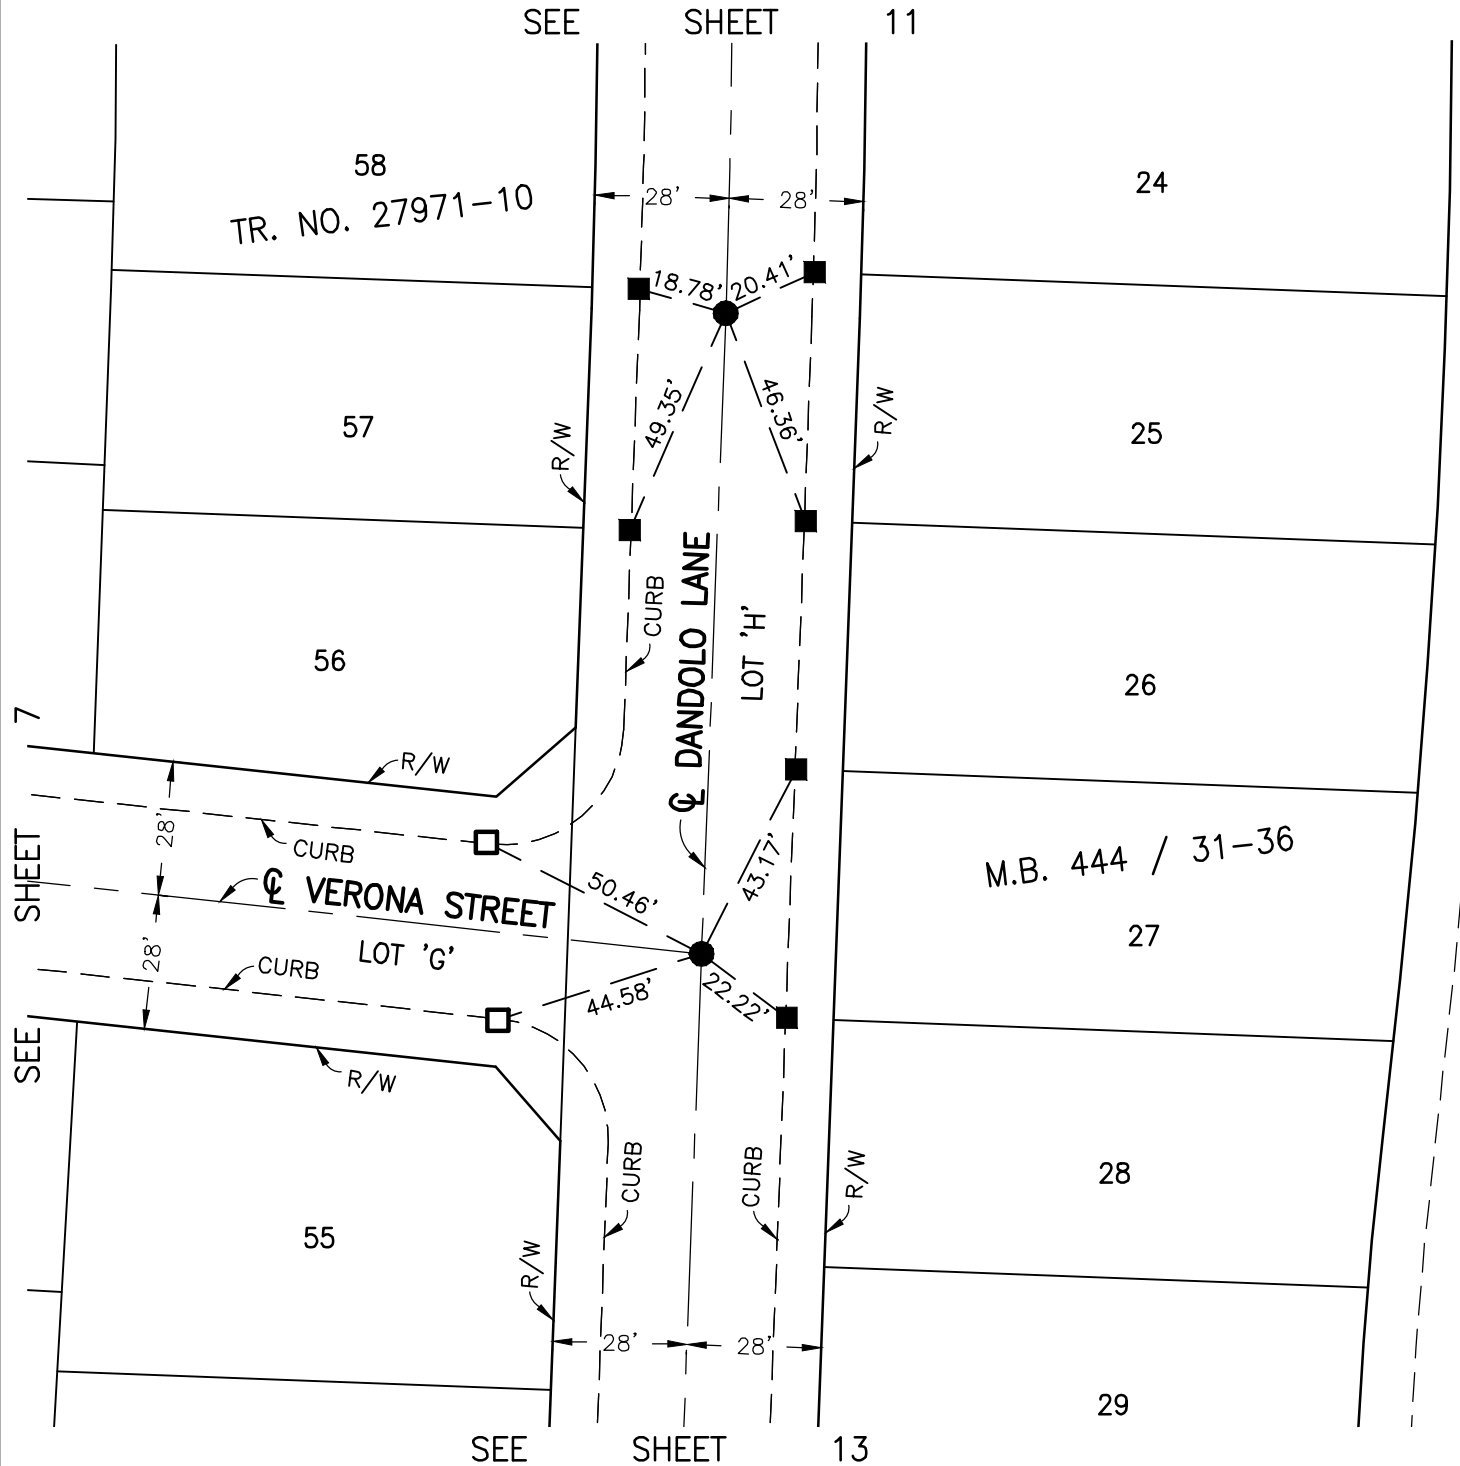 SEE SHEET 11
58
TR. NO. 27971-10
24
28'
28'
18.78'
20.41'
57
49.35'
46.36'
R/W
R/W
25
CURB
℄ DANDOLO LANE
LOT 'H'
56
26
SEE SHEET 7
R/W
28'
CURB
℄ VERONA STREET
LOT 'G'
28'
CURB
50.46'
43.17'
44.58'
22.22'
M.B. 444 / 31-36
27
R/W
CURB
CURB
R/W
28
55
R/W
28'
28'
29
SEE SHEET 13